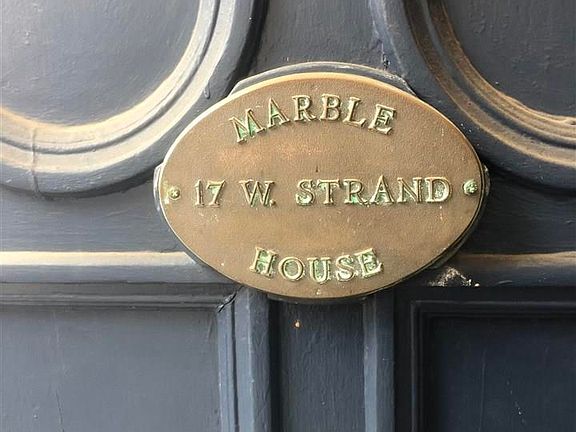 MARBLE
17 W. STRAND
HOUSE